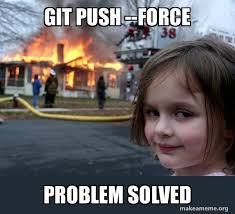 GIT PUSH --FORCE
38
PROBLEM SOLVED
makeameme.org